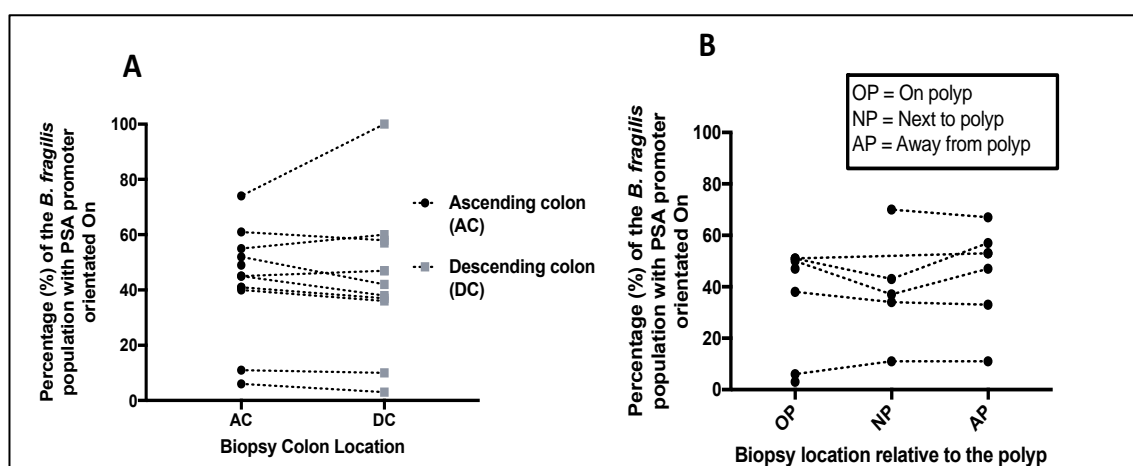 A
Percentage (%) of the B. fragilis
population with PSA promoter
orientated On
100
80
60
40
20
0
AC
DC
Biopsy Colon Location
Ascending colon
(AC)
Descending colon
(DC)
B
OP = On polyp
NP = Next to polyp
AP = Away from polyp
Percentage (%) of the B. fragilis
population with PSA promoter
orientated On
100
80
60
40
20
0
OP
NP
AP
Biopsy location relative to the polyp